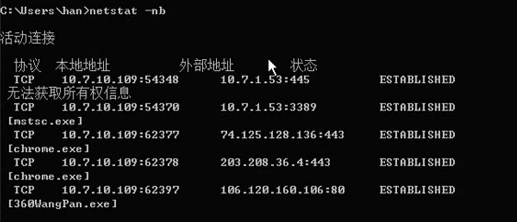 C:\Users\han>netstat -nb
活动连接
协议 本地地址 外部地址 状态
TCP 10.7.10.109:54348 10.7.1.53:445 ESTABLISHED
无法获取所有权信息
TCP 10.7.10.109:54370 10.7.1.53:3389 ESTABLISHED
[mstsc.exe]
TCP 10.7.10.109:62377 74.125.128.136:443 ESTABLISHED
[chrome.exe]
TCP 10.7.10.109:62378 203.208.36.4:443 ESTABLISHED
[chrome.exe]
TCP 10.7.10.109:62397 106.120.160.106:80 ESTABLISHED
[360WangPan.exe]